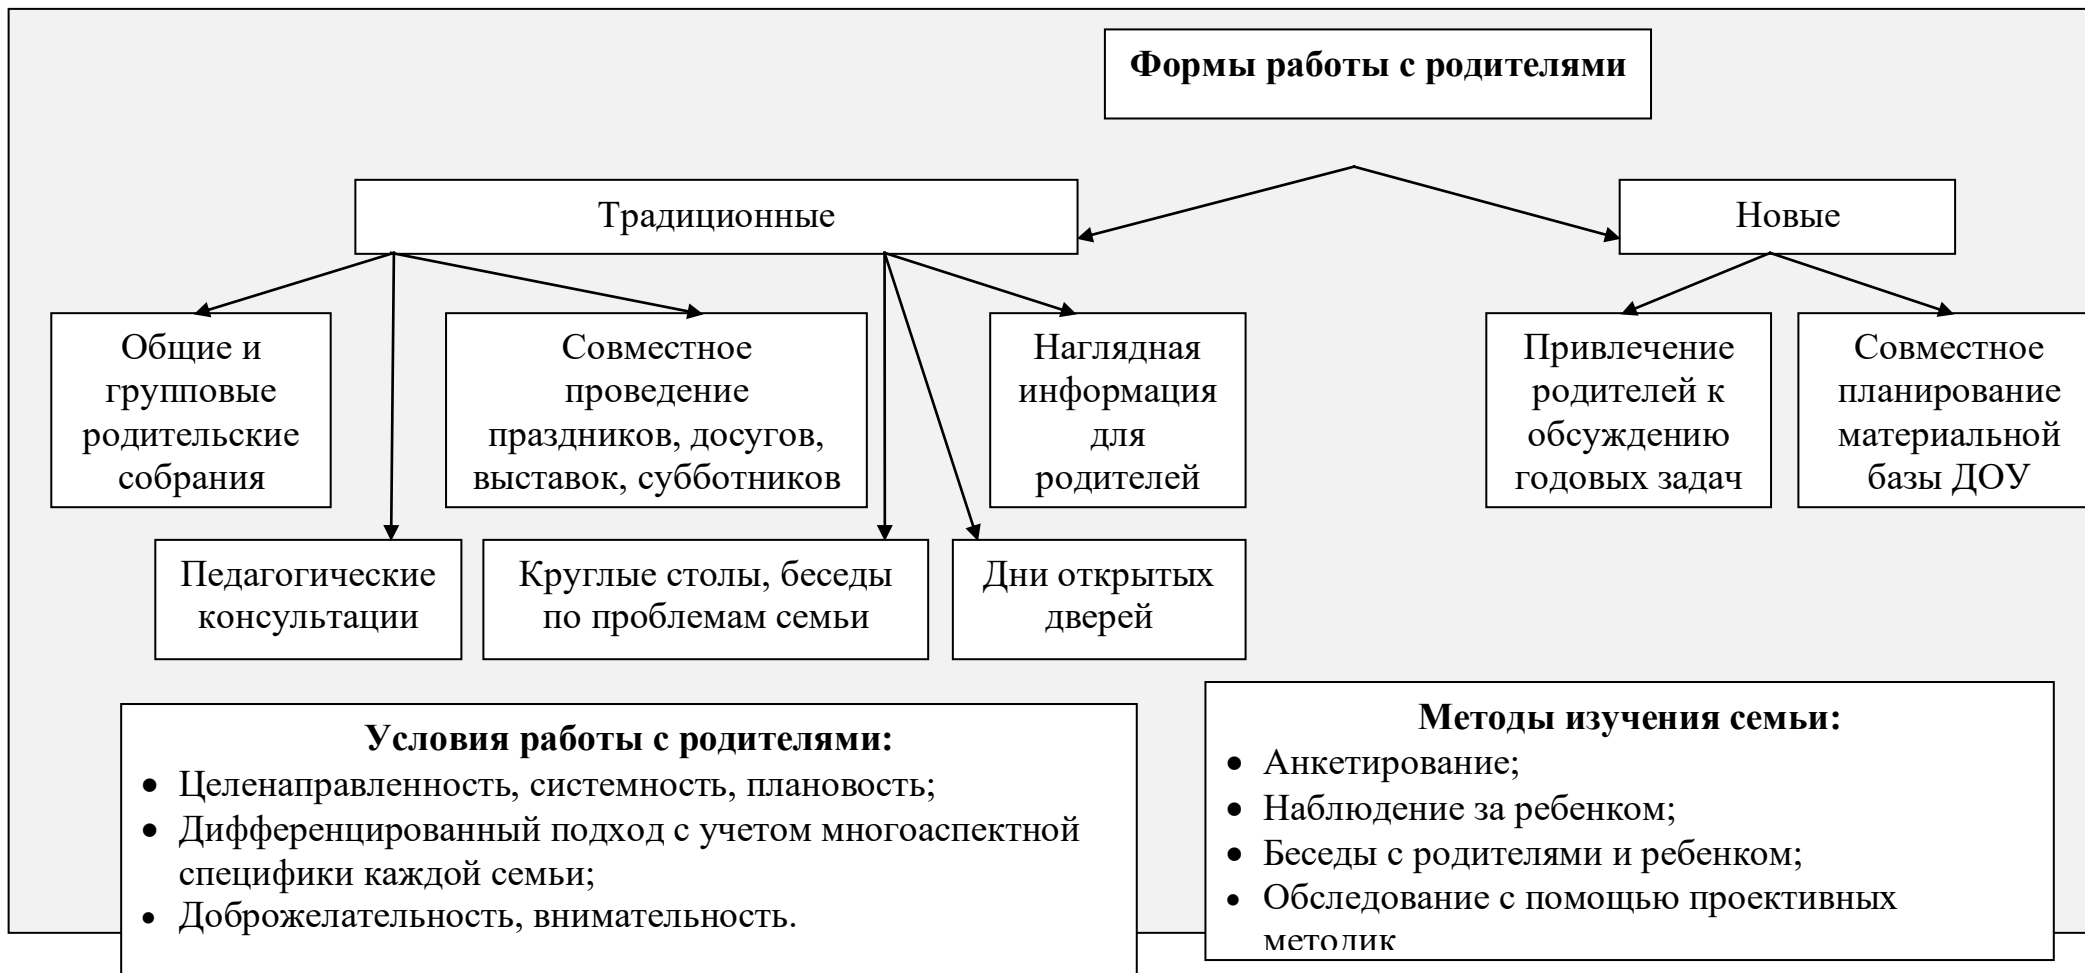 Формы работы с родителями
Традиционные
Новые
Общие и
групповые
родительские
собрания
Совместное
проведение
праздников, досугов,
выставок, субботников
Наглядная
информация
для
родителей
Привлечение
родителей к
обсуждению
годовых задач
Совместное
планирование
материальной
базы ДОУ
Педагогические
консультации
Круглые столы, беседы
по проблемам семьи
Дни открытых
дверей
Условия работы с родителями:
• Целенаправленность, системность, плановость;
• Дифференцированный подход с учетом многоаспектной
специфики каждой семьи;
• Доброжелательность, внимательность.
Методы изучения семьи:
• Анкетирование;
• Наблюдение за ребенком;
• Беседы с родителями и ребенком;
• Обследование с помощью проективных
методик